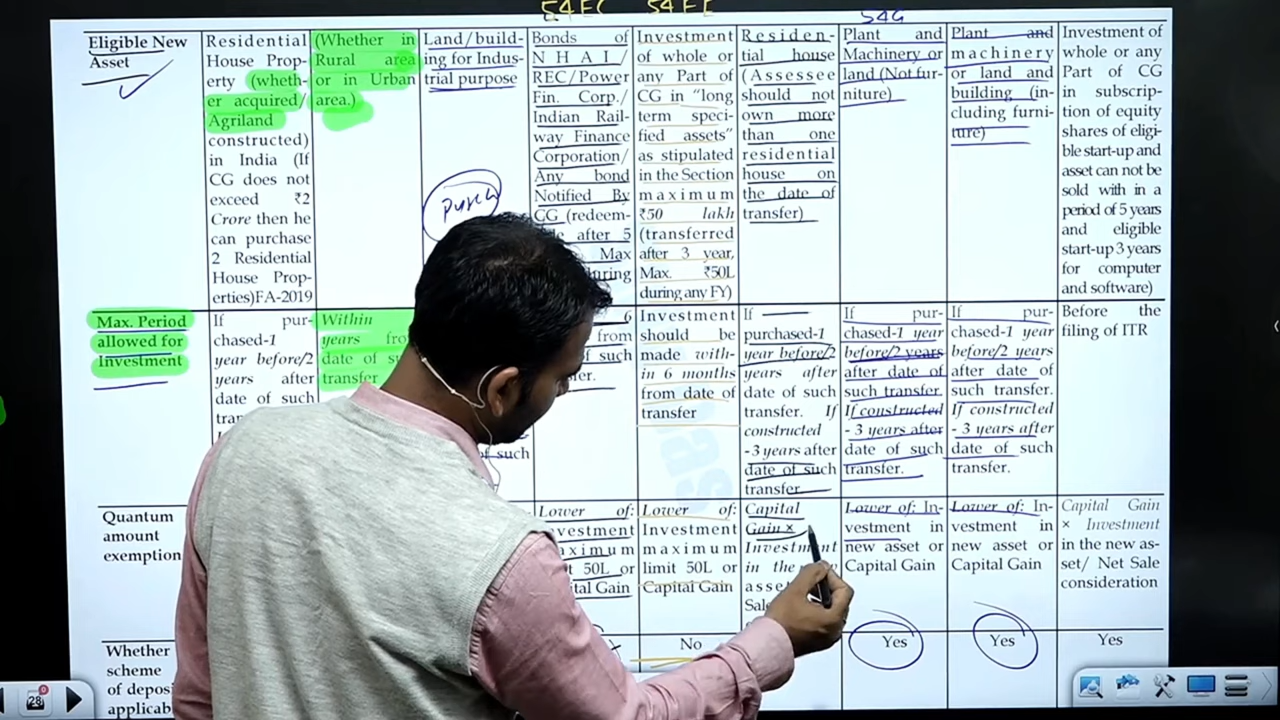 54EC 54EE 54G
Eligible New
Asset
Residential
House Prop-
erty (wheth-
er acquired/
Agriland
constructed)
in India (If
CG does not
exceed ₹2
Crore then he
can purchase
2 Residential
House Prop-
erties)FA-2019
(Whether in
Rural area
or in Urban
area.)
Land/build-
ing for Indus-
trial purpose
Bonds of
NHAI/
REC/Power
Fin. Corp./
Indian Rail-
way Finance
Corporation/
Any bond
Notified By
CG (redeem-
after 5
Max
during
Investment
of whole or
any Part of
CG in "long
term speci-
fied assets"
as stipulated
in the Section
maximum
₹50 lakh
(transferred
after 3 year,
Max. ₹50L
during any FY)
Residen-
tial house
(Assessee
should not
own more
than one
residential
house on
the date of
transfer)
Plant and
Machinery or
land (Not fur-
niture)
Plant and
machinery
or land and
building (in-
cluding furni-
ture)
Investment of
whole or any
Part of CG
in subscrip-
tion of equity
shares of eligi-
ble start-up and
asset can not be
sold with in a
period of 5 years
and eligible
start-up 3 years
for computer
and software)
Max. Period
allowed for
Investment
If pur-
chased-1
year before/2
years after
date of such
Within
years
date of
transfer
of such
6
from
of such
Investment
should be
made with-
in 6 months
from date of
transfer
If
purchased-1
year before/2
years after
date of such
transfer. If
constructed
-3 years after
date of such
transfer.
If pur-
chased-1 year
before/2 years
after date of
such transfer.
If constructed
- 3 years after
date of such
transfer.
If pur-
chased-1 year
before/2 years
after date of
such transfer.
If constructed
- 3 years after
date of such
transfer.
Before the
filing of ITR
Quantum
amount
exemption
Lower of:
50L or
Capital Gain
Lower of:
Investment
maximum
limit 50L or
Capital Gain
Capital
Gain ×
Investment
in the
Lower of: In-
vestment in
new asset or
Capital Gain
Lower of: In-
vestment in
new asset or
Capital Gain
Capital Gain
× Investment
in the new as-
set/ Net Sale
consideration
Whether
scheme
of
No
Yes
Yes
Yes
28